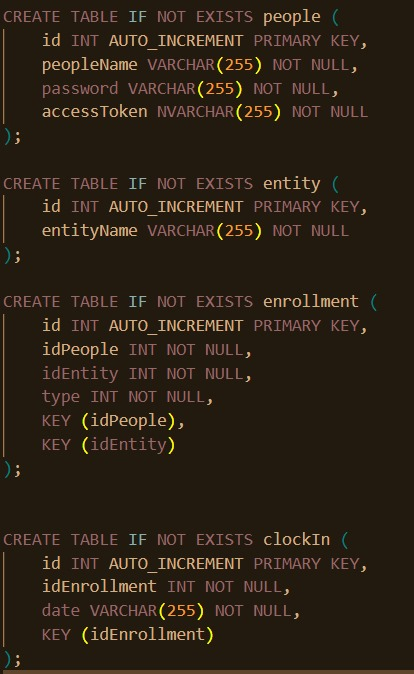 CREATE TABLE IF NOT EXISTS people (
    id INT AUTO_INCREMENT PRIMARY KEY,
    peopleName VARCHAR(255) NOT NULL,
    password VARCHAR(255) NOT NULL,
    accessToken NVARCHAR(255) NOT NULL
);

CREATE TABLE IF NOT EXISTS entity (
    id INT AUTO_INCREMENT PRIMARY KEY,
    entityName VARCHAR(255) NOT NULL
);

CREATE TABLE IF NOT EXISTS enrollment (
    id INT AUTO_INCREMENT PRIMARY KEY,
    idPeople INT NOT NULL,
    idEntity INT NOT NULL,
    type INT NOT NULL,
    KEY (idPeople),
    KEY (idEntity)
);

CREATE TABLE IF NOT EXISTS clockIn (
    id INT AUTO_INCREMENT PRIMARY KEY,
    idEnrollment INT NOT NULL,
    date VARCHAR(255) NOT NULL,
    KEY (idEnrollment)
);